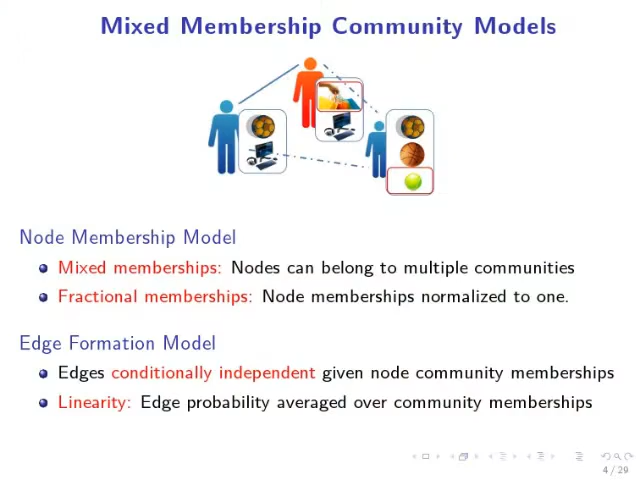 Mixed Membership Community Models
Node Membership Model
Mixed memberships: Nodes can belong to multiple communities
Fractional memberships: Node memberships normalized to one.
Edge Formation Model
Edges conditionally independent given node community memberships
Linearity: Edge probability averaged over community memberships
4 / 29